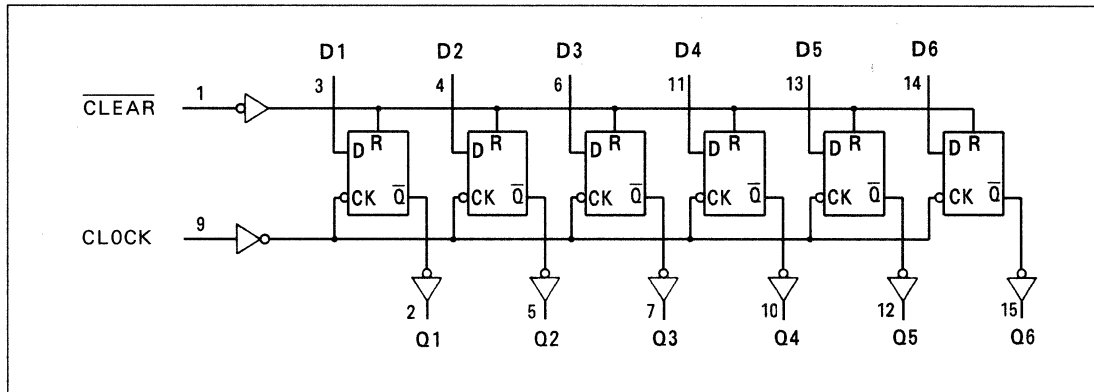 D1 D2 D3 D4 D5 D6
3 4 6 11 13 14
CLEAR 1
R R R R R R
D D D D D D
CK Q̅ CK Q̅ CK Q̅ CK Q̅ CK Q̅ CK Q̅
CLOCK 9
2 5 7 10 12 15
Q1 Q2 Q3 Q4 Q5 Q6